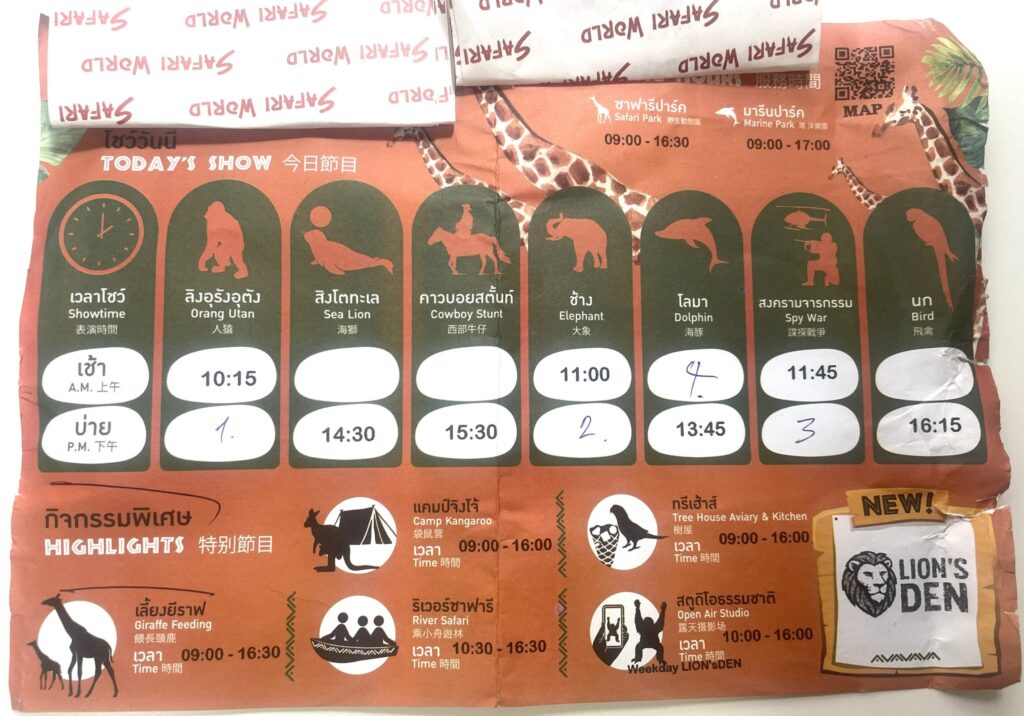 SAFARI WORLD
SAFARI WORLD
SAFARI WORLD
SAFARI WORLD
服務時間
MAP
ซาฟารีปาร์ค
Safari Park 野生動物園
09:00 - 16:30
มารีนปาร์ค
Marine Park 海洋樂園
09:00 - 17:00
โชว์วันนี้
TODAY'S SHOW 今日節目
เวลาโชว์
Showtime
表演時間
ลิงอุรังอุตัง
Orang Utan
人猿
สิงโตทะเล
Sea Lion
海獅
คาวบอยสตั้นท์
Cowboy Stunt
西部牛仔
ช้าง
Elephant
大象
โลมา
Dolphin
海豚
สงครามจารกรรม
Spy War
諜探戰爭
นก
Bird
飛禽
เช้า
A.M. 上午
10:15
11:00
4.
11:45
บ่าย
P.M. 下午
1.
14:30
15:30
2.
13:45
3
16:15
กิจกรรมพิเศษ
HIGHLIGHTS 特别節目
แคมป์จิงโจ้
Camp Kangaroo
袋鼠營
เวลา
Time 時間
09:00 - 16:00
ทรีเฮ้าส์
Tree House Aviary & Kitchen
樹屋
เวลา
Time 時間
09:00 - 16:00
เลี้ยงยีราฟ
Giraffe Feeding
餵長頸鹿
เวลา
Time 時間
09:00 - 16:30
ริเวอร์ซาฟารี
River Safari
乘小舟遊林
เวลา
Time 時間
10:30 - 16:30
สตูดิโอธรรมชาติ
Open Air Studio
露天摄影场
เวลา
Time 時間
10:00 - 16:00
Weekday LION'sDEN
NEW!
LION'S
DEN